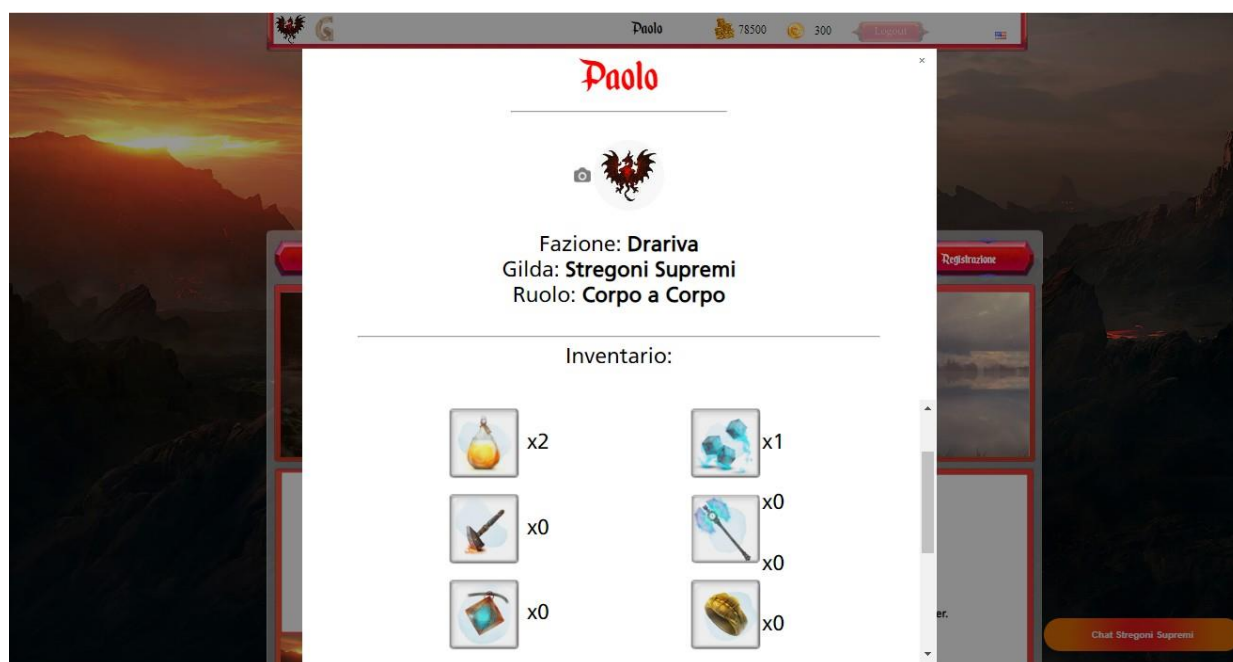 Paolo 78500 300 Logout
Paolo
×
Fazione: Drariva
Gilda: Stregoni Supremi
Ruolo: Corpo a Corpo
Registrazione
Inventario:
x2 x1
x0 x0
x0
x0 x0
er.
Chat Stregoni Supremi